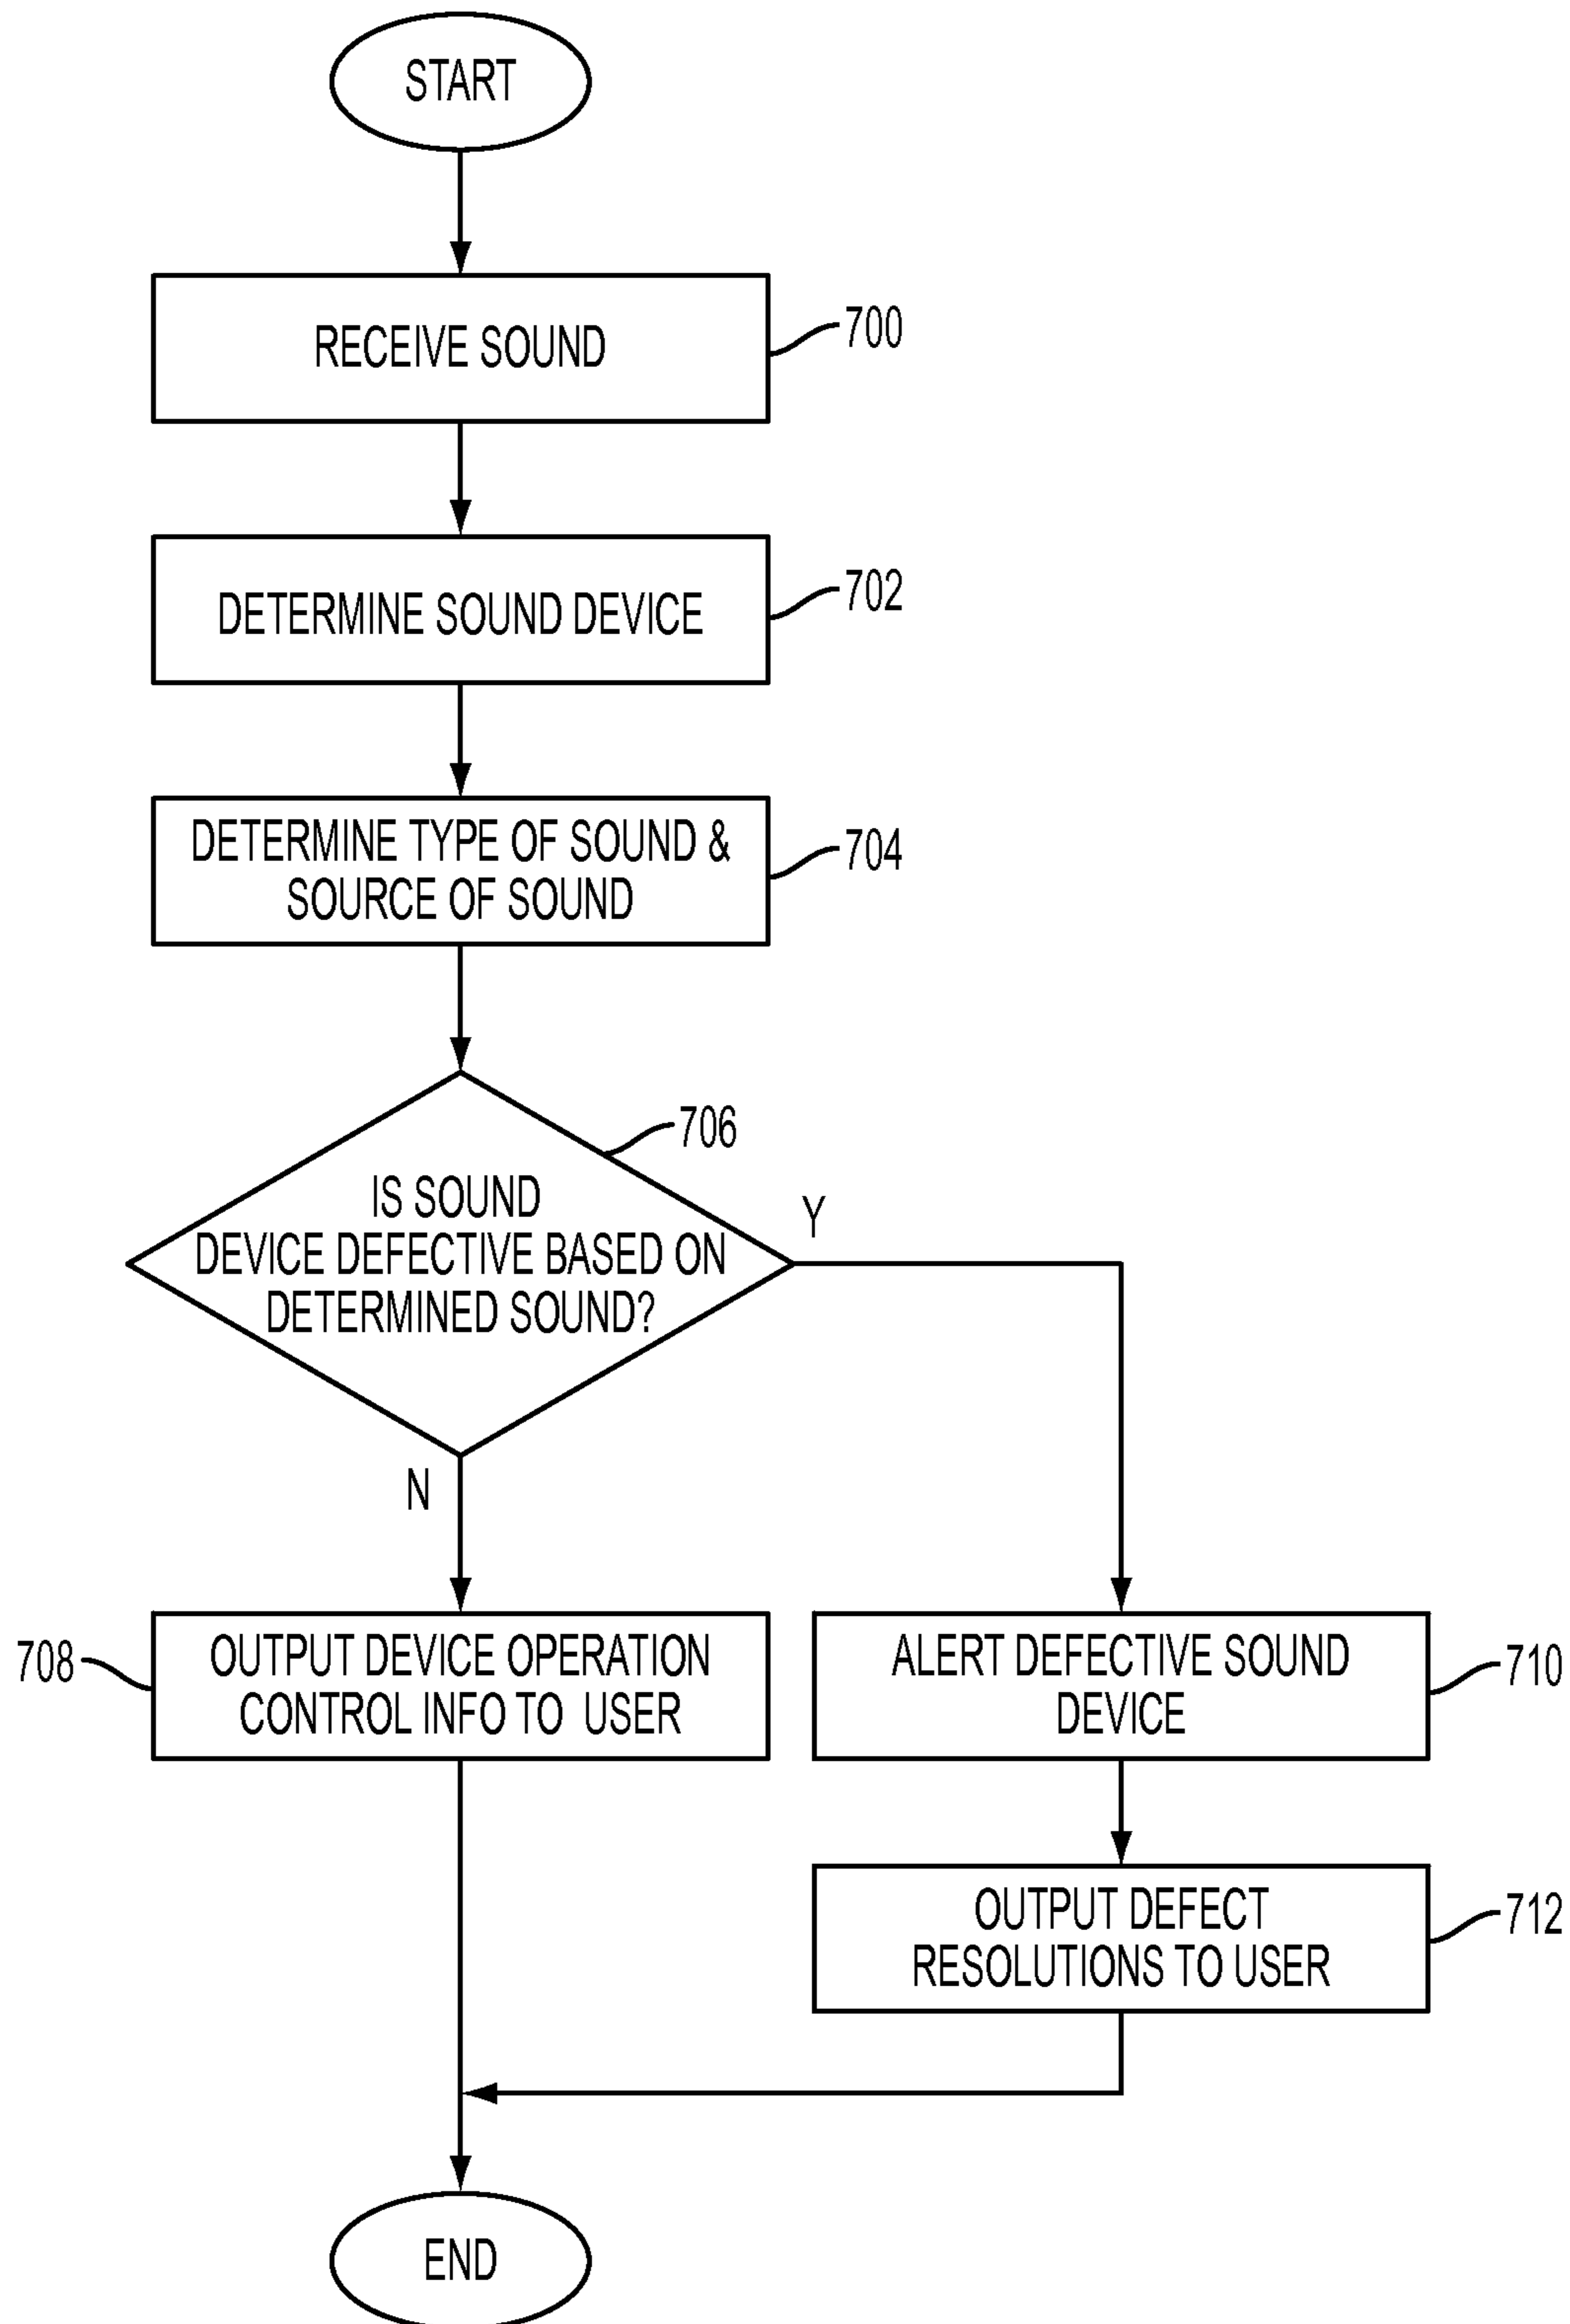 START
RECEIVE SOUND
700
DETERMINE SOUND DEVICE
702
DETERMINE TYPE OF SOUND &
SOURCE OF SOUND
704
706
IS SOUND
DEVICE DEFECTIVE BASED ON
DETERMINED SOUND?
Y
N
708
OUTPUT DEVICE OPERATION
CONTROL INFO TO USER
ALERT DEFECTIVE SOUND
DEVICE
710
OUTPUT DEFECT
RESOLUTIONS TO USER
712
END